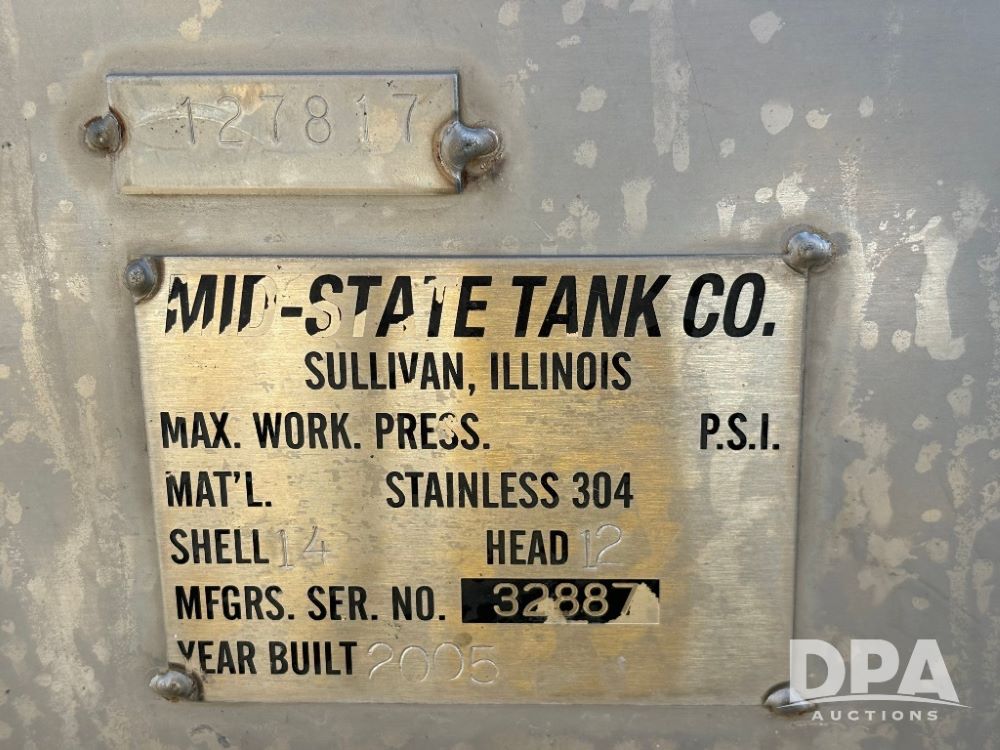 127817
MID-STATE TANK CO.
SULLIVAN, ILLINOIS
MAX. WORK. PRESS. P.S.I.
MAT'L. STAINLESS 304
SHELL 14 HEAD 12
MFGRS. SER. NO. 32887
YEAR BUILT 2005
DPA
AUCTIONS